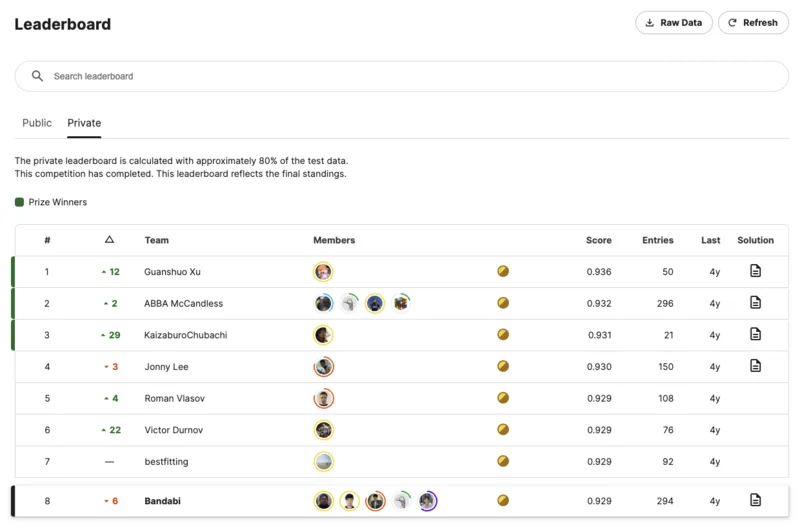 Leaderboard
Raw Data Refresh
Search leaderboard
Public Private
The private leaderboard is calculated with approximately 80% of the test data.
This competition has completed. This leaderboard reflects the final standings.
Prize Winners
# △ Team Members Score Entries Last Solution
1 12 Guanshuo Xu 0.936 50 4y
2 2 ABBA McCandless 0.932 296 4y
3 29 KaizaburoChubachi 0.931 21 4y
4 3 Jonny Lee 0.930 150 4y
5 4 Roman Vlasov 0.929 108 4y
6 22 Victor Durnov 0.929 76 4y
7 — bestfitting 0.929 92 4y
8 6 Bandabi 0.929 294 4y